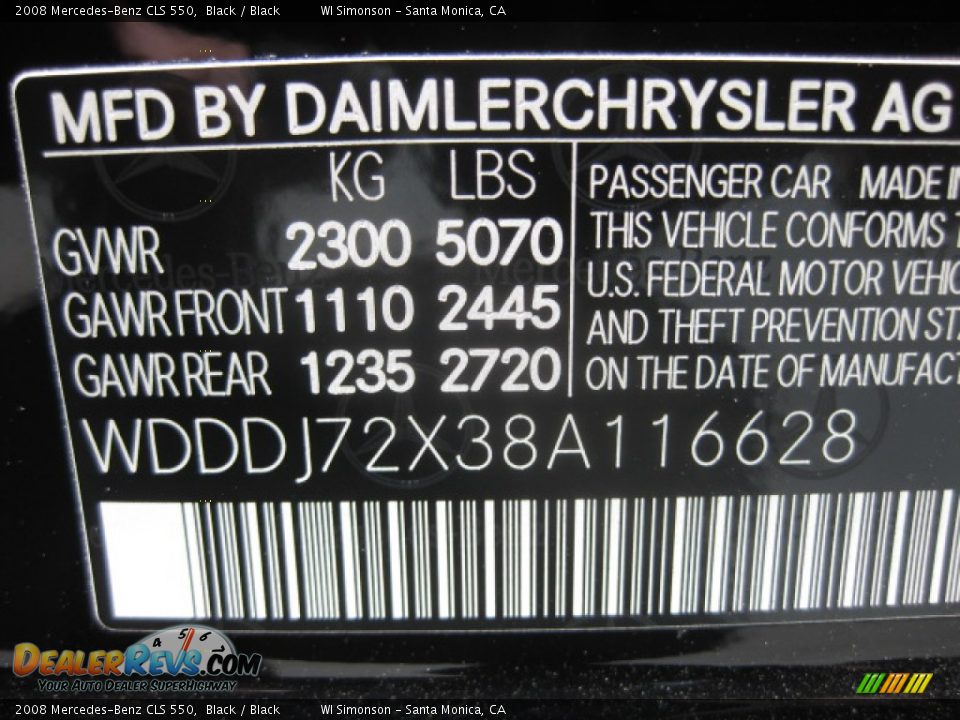 2008 Mercedes-Benz CLS 550, Black / Black WI Simonson - Santa Monica, CA
MFD BY DAIMLERCHRYSLER AG
KG LBS
GVWR 2300 5070
GAWR FRONT 1110 2445
GAWR REAR 1235 2720
PASSENGER CAR MADE
THIS VEHICLE CONFORMS
U.S. FEDERAL MOTOR
AND THEFT PREVENTION
ON THE DATE OF
WDDDJ72X38A116628
4 5 6
DEALERREVS.COM
YOUR AUTO DEALER SUPERHIGHWAY
2008 Mercedes-Benz CLS 550, Black / Black WI Simonson - Santa Monica, CA